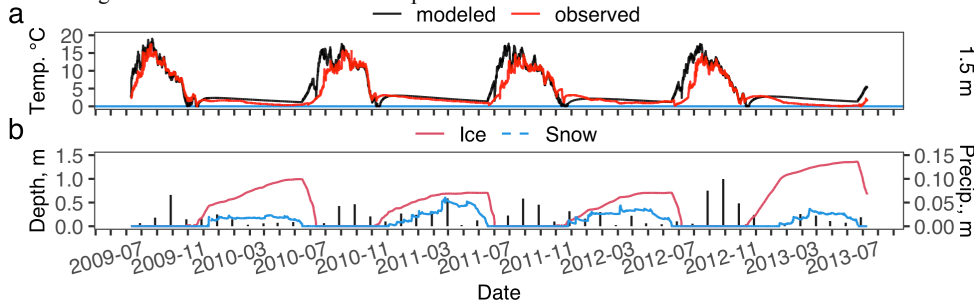 a
modeled observed
Temp. °C
20
15
10
5
0
1.5 m
b
Ice Snow
Depth, m
1.5
1.0
0.5
0.0
0.15
0.10
0.05
0.00
Precip., m
2009-07 2009-11 2010-03 2010-07 2010-11 2011-03 2011-07 2011-11 2012-03 2012-07 2012-11 2013-03 2013-07
Date